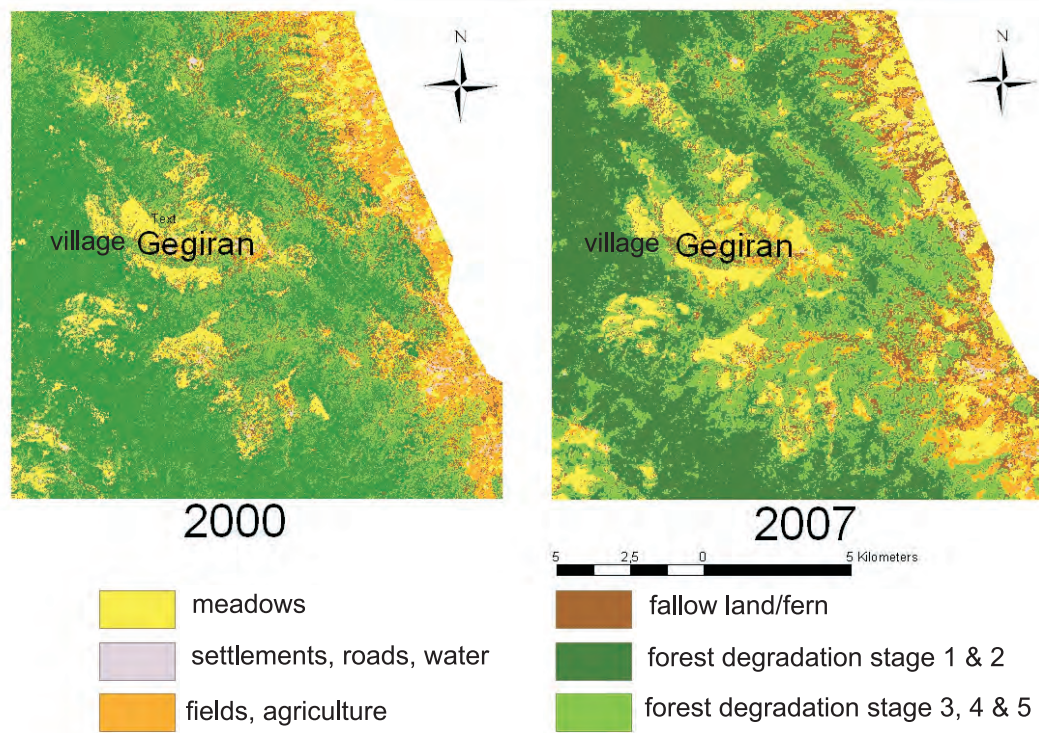 N
N
Text
village Gegiran
village Gegiran
2000
2007
5 2,5 0 5 Kilometers
meadows
settlements, roads, water
fields, agriculture
fallow land/fern
forest degradation stage 1 & 2
forest degradation stage 3, 4 & 5